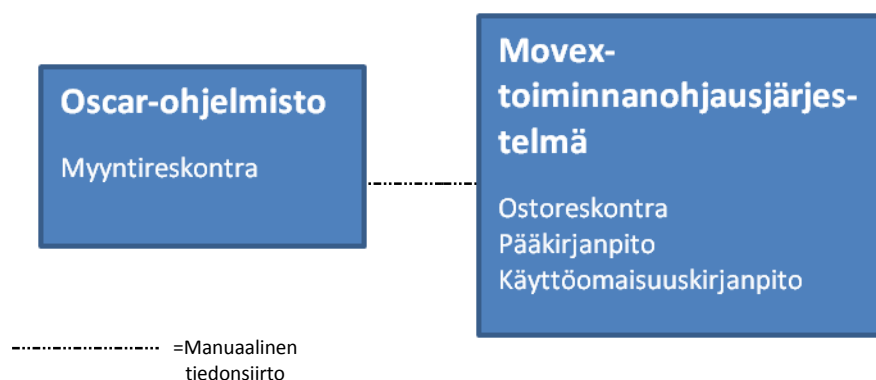 Oscar-ohjelmisto
Myyntireskontra
Movex-
toiminnanohjausjärjes-
telmä
Ostoreskontra
Pääkirjanpito
Käyttöomaisuuskirjanpito
=Manuaalinen
tiedonsiirto